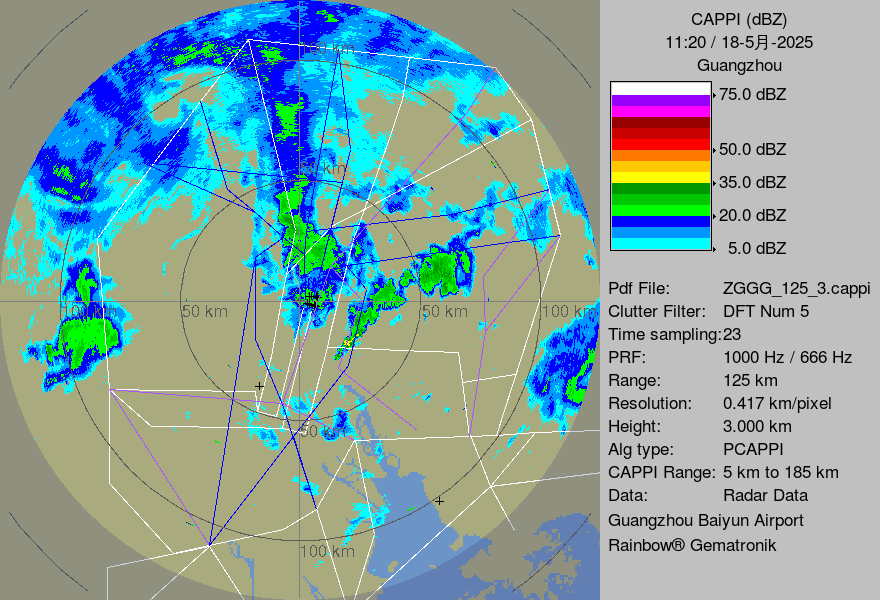 CAPPI (dBZ)
11:20 / 18-5月-2025
Guangzhou
75.0 dBZ
50.0 dBZ
35.0 dBZ
20.0 dBZ
5.0 dBZ
Pdf File: ZGGG_125_3.cappi
Clutter Filter: DFT Num 5
Time sampling:23
PRF: 1000 Hz / 666 Hz
Range: 125 km
Resolution: 0.417 km/pixel
Height: 3.000 km
Alg type: PCAPPI
CAPPI Range: 5 km to 185 km
Data: Radar Data
Guangzhou Baiyun Airport
Rainbow® Gematronik
100 km
50 km
100 km
50 km
50 km
100 km
50 km
100 km